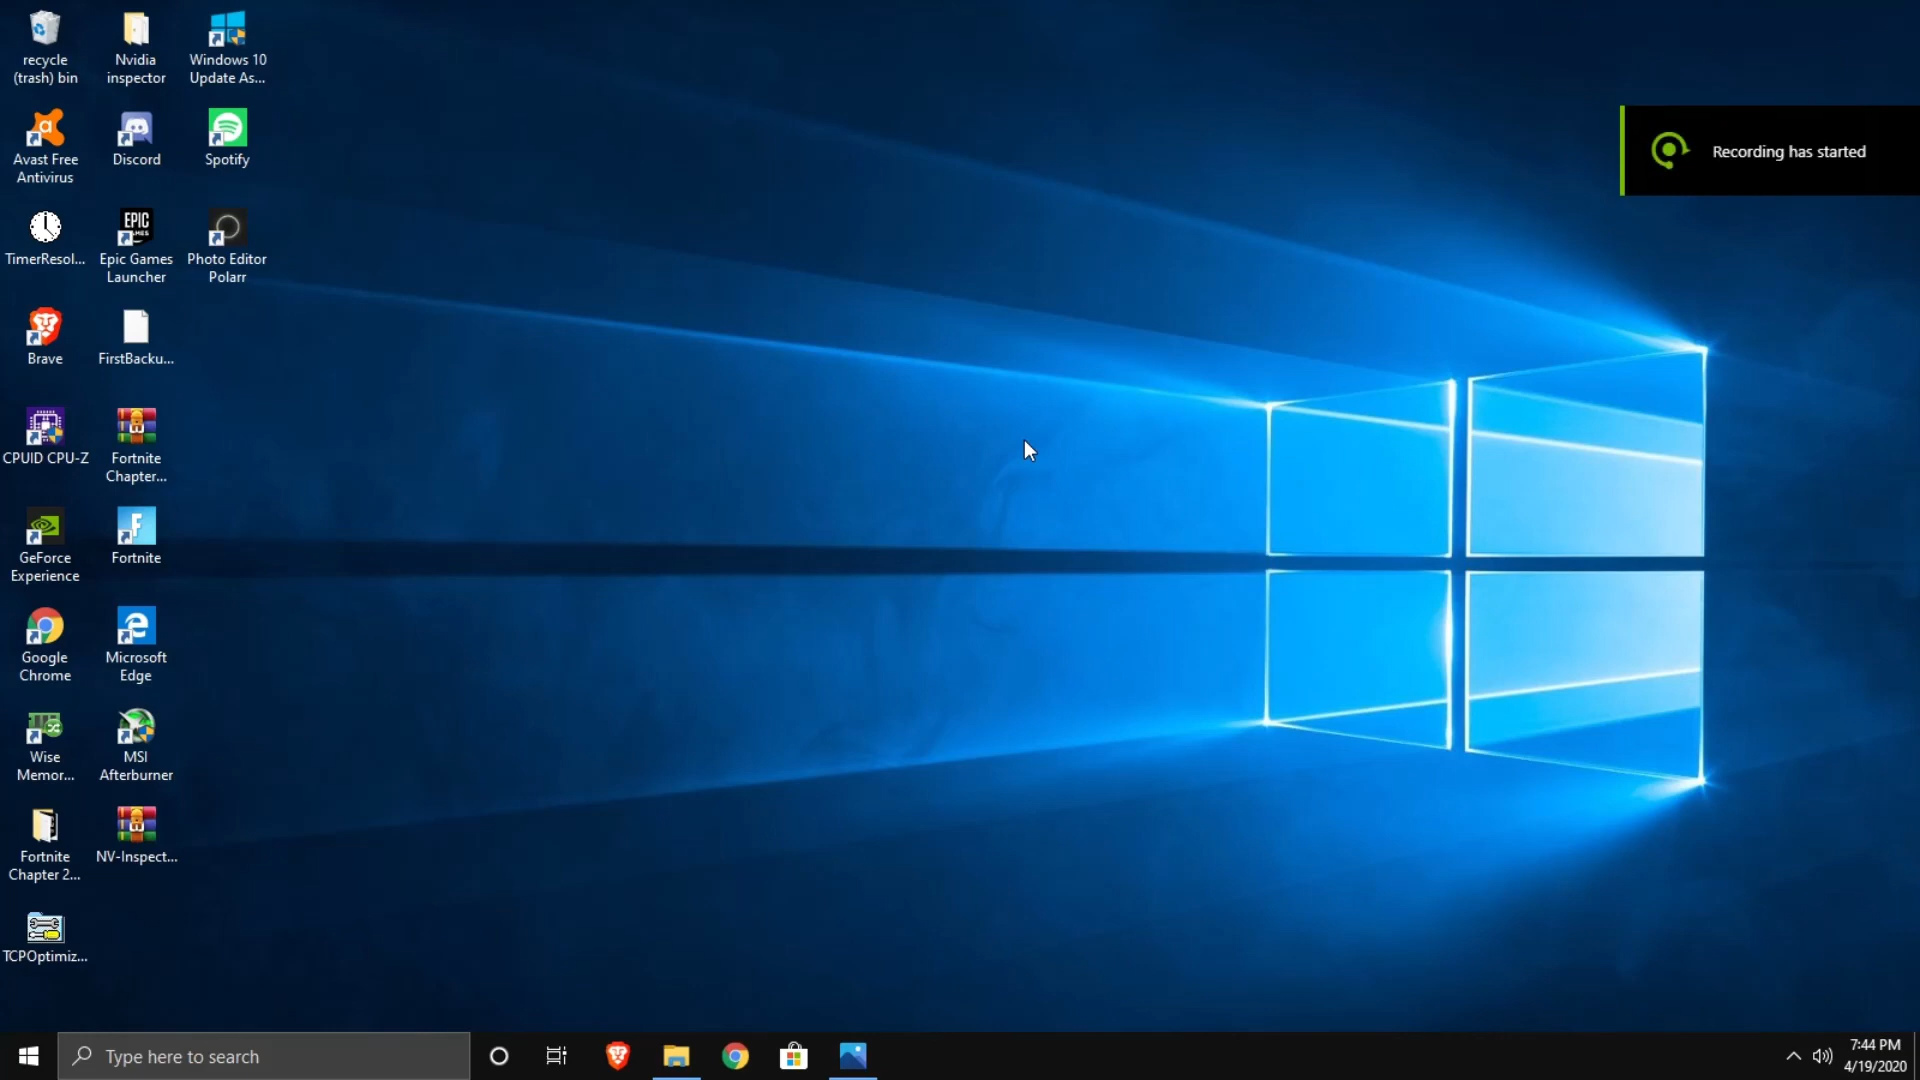 recycle
(trash) bin
Nvidia
inspector
Windows 10
Update As...
Avast Free
Antivirus
Discord
Spotify
TimerResol...
EPIC
GAMES
Epic Games
Launcher
Photo Editor
Polarr
Brave
FirstBacku...
CPUID CPU-Z
Fortnite
Chapter...
GeForce
Experience
F
Fortnite
Google
Chrome
Microsoft
Edge
Wise
Memor...
MSI
Afterburner
Fortnite
Chapter 2...
NV-Inspect...
TCPOptimiz...
Recording has started
Type here to search
7:44 PM
4/19/2020